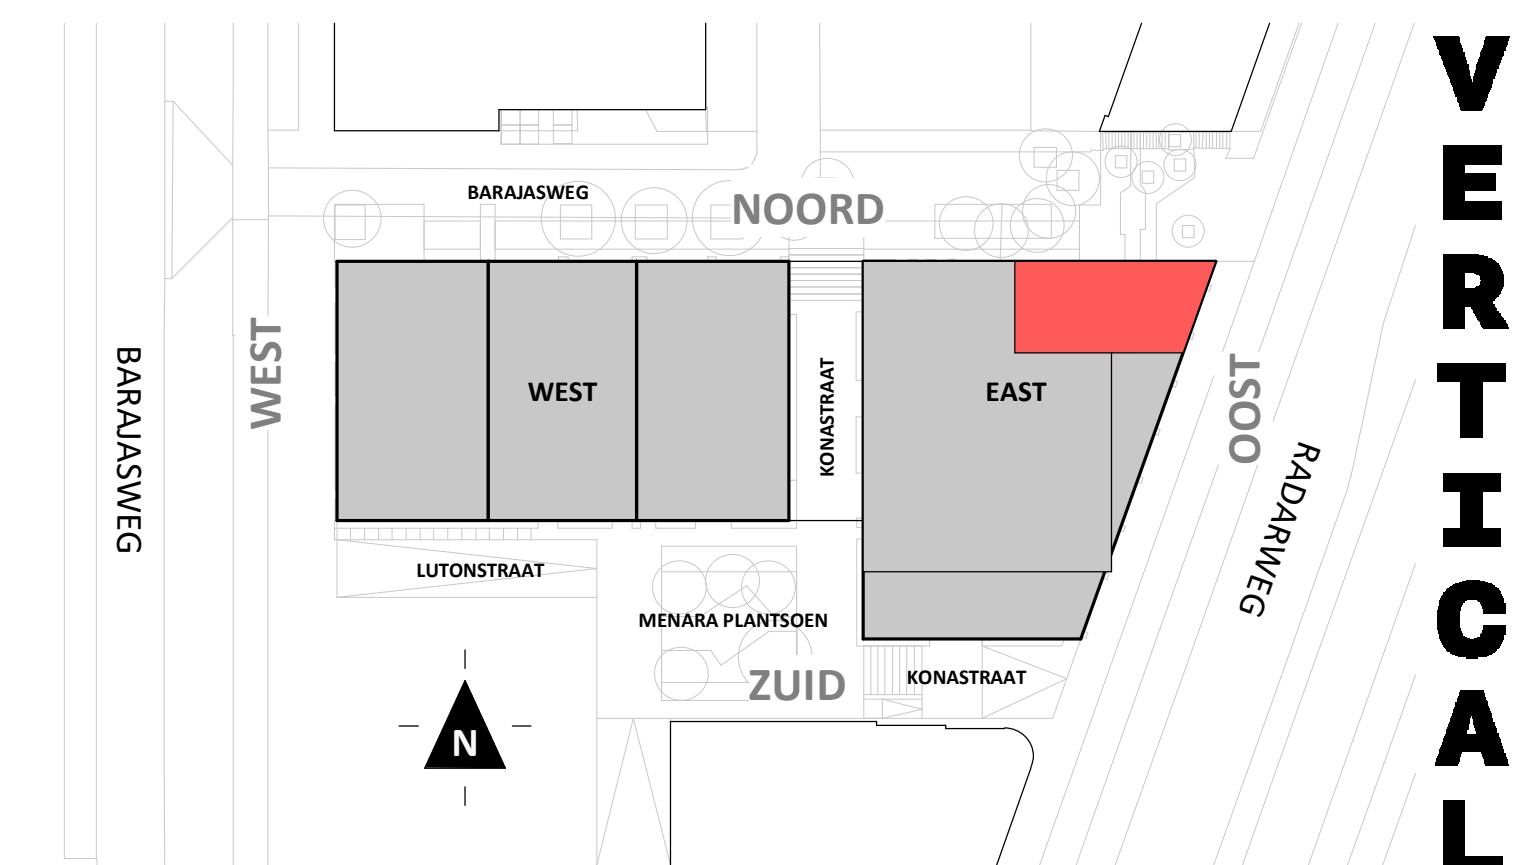 BARAJASWEG
NOORD
WEST
BARAJASWEG
WEST
KONASTRAAT
EAST
OOST
RADARWEG
LUTONSTRAAT
MENARA PLANTSOEN
ZUID
KONASTRAAT
N
VERTICAL